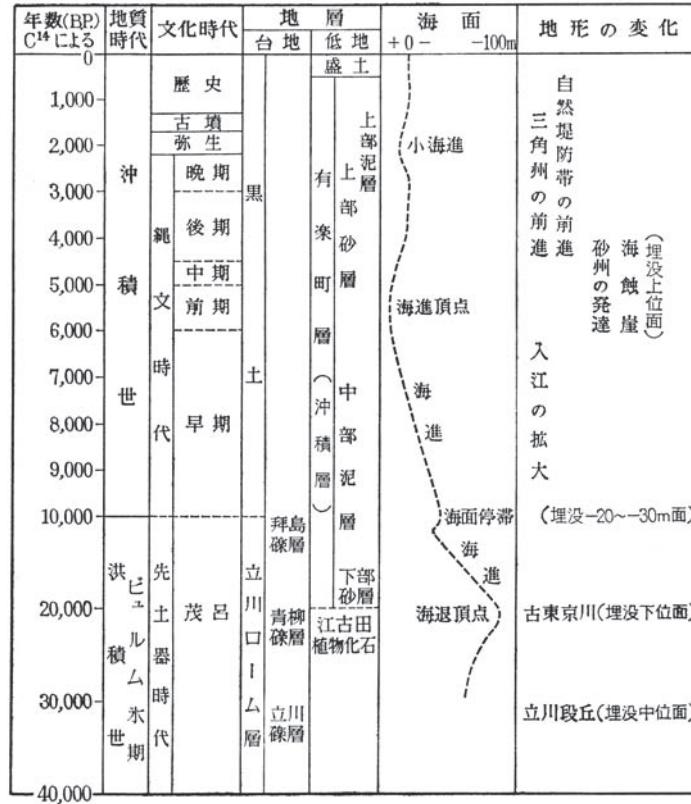 年数(B.P.) C¹⁴による
地質時代
文化時代
地層
台地
低地
海面
+0− −100m
地形の変化
0
1,000
2,000
3,000
4,000
5,000
6,000
7,000
8,000
9,000
10,000
20,000
30,000
40,000
沖積世
洪積世
ビュルム氷期
歴史
古墳
弥生
縄文時代
晩期
後期
中期
前期
早期
先土器時代
茂呂
黒土
立川ローム層
拝島礫層
青柳礫層
立川礫層
盛土
有楽町層(沖積層)
上部泥層
上部砂層
中部泥層
下部砂層
江古田植物化石
小海進
海進頂点
海進
海面停滞
海進
海退頂点
自然堤防帯の前進
三角州の前進
(埋没上位面)
海蝕崖
砂州の発達
入江の拡大
(埋没−20〜−30m面)
古東京川(埋没下位面)
立川段丘(埋没中位面)